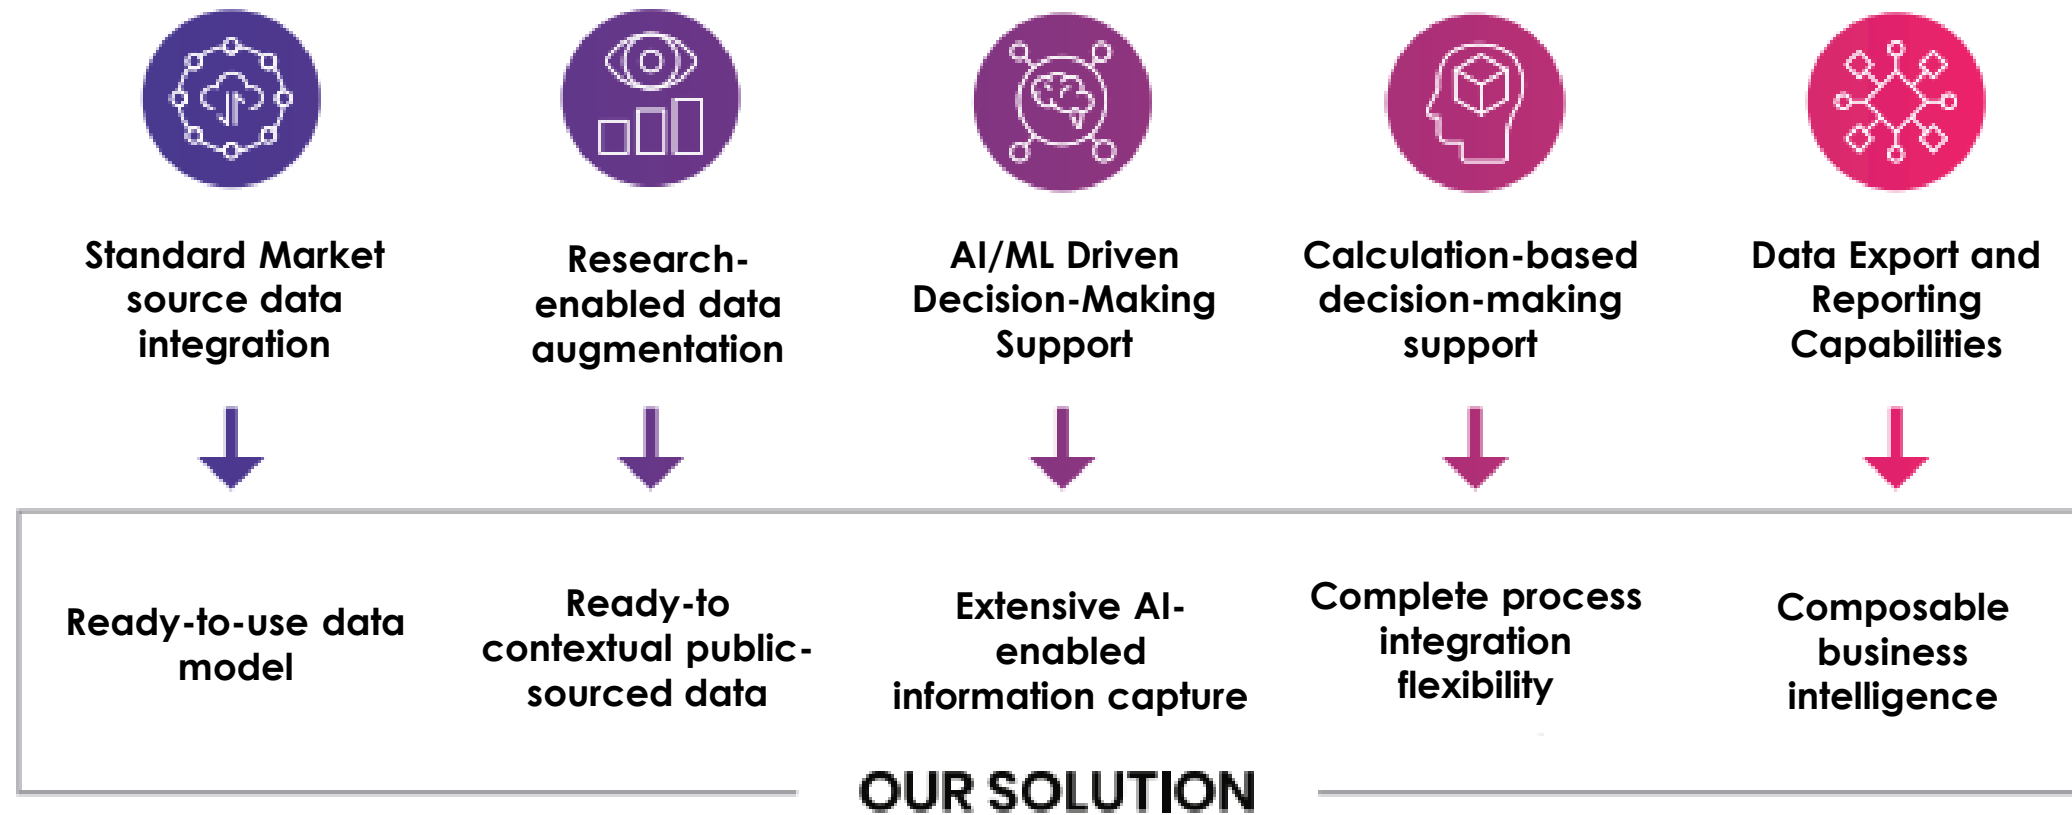 Standard Market
source data
integration
Research-
enabled data
augmentation
AI/ML Driven
Decision-Making
Support
Calculation-based
decision-making
support
Data Export and
Reporting
Capabilities
Ready-to-use data
model
Ready-to
contextual public-
sourced data
Extensive AI-
enabled
information capture
Complete process
integration
flexibility
Composable
business
intelligence
OUR SOLUTION